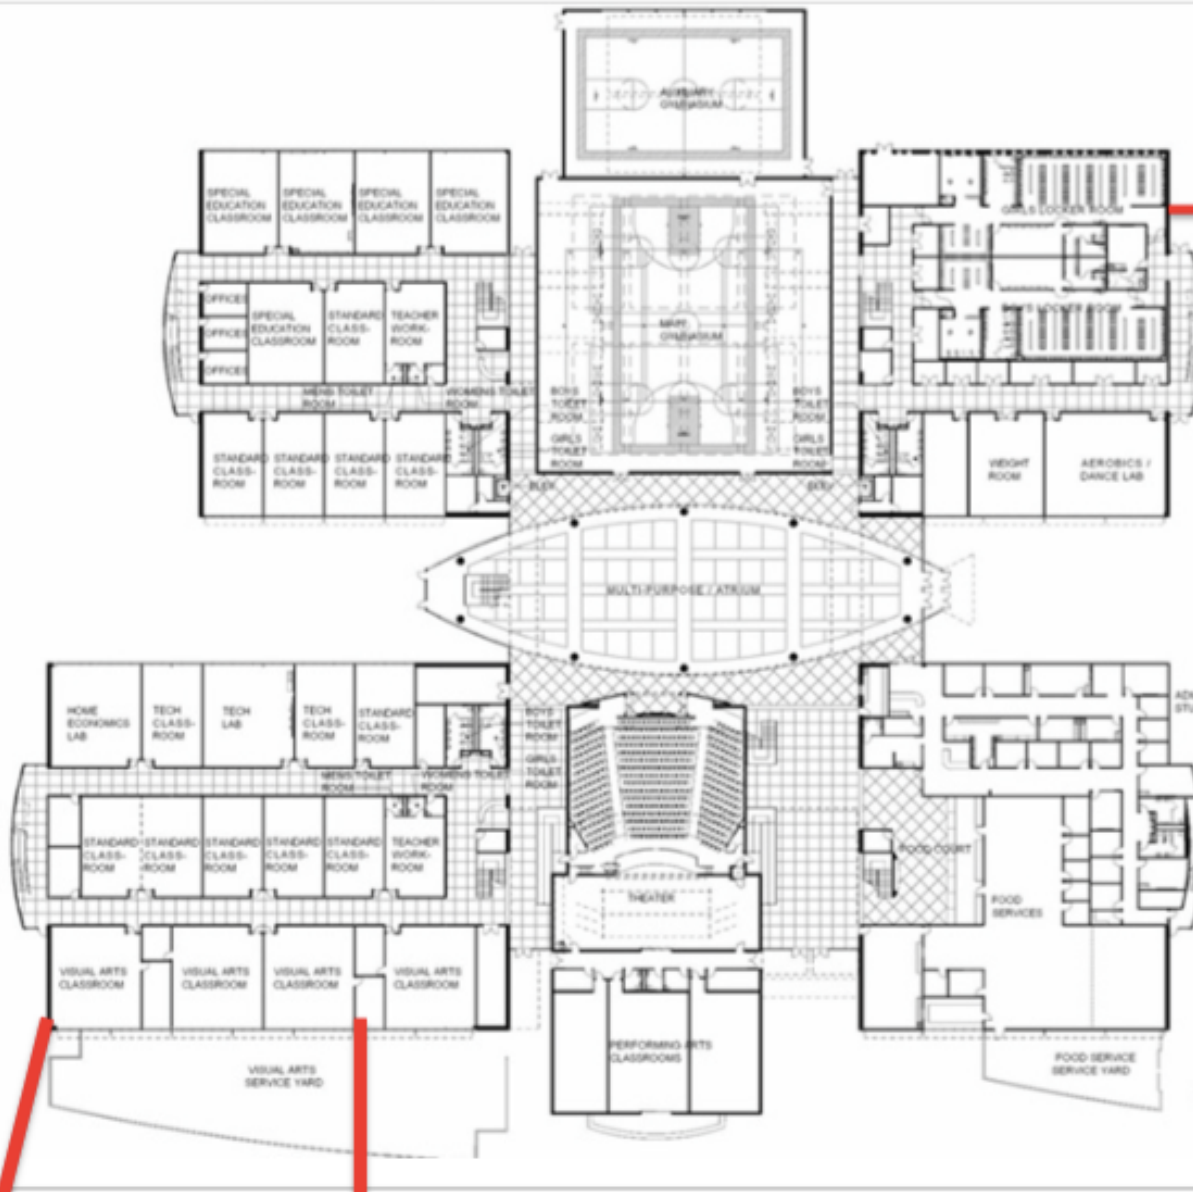 AUXILIARY
GYMNASIUM
SPECIAL
EDUCATION
CLASSROOM
SPECIAL
EDUCATION
CLASSROOM
SPECIAL
EDUCATION
CLASSROOM
SPECIAL
EDUCATION
CLASSROOM
GIRLS LOCKER ROOM
OFFICE
OFFICE
OFFICE
SPECIAL
EDUCATION
CLASSROOM
STANDARD
CLASS-
ROOM
TEACHER
WORK-
ROOM
MAIN
GYMNASIUM
BOYS LOCKER ROOM
MENS TOILET
ROOM
WOMENS TOILET
ROOM
BOYS
TOILET
ROOM
GIRLS
TOILET
ROOM
BOYS
TOILET
ROOM
GIRLS
TOILET
ROOM
STANDARD
CLASS-
ROOM
STANDARD
CLASS-
ROOM
STANDARD
CLASS-
ROOM
STANDARD
CLASS-
ROOM
WEIGHT
ROOM
AEROBICS /
DANCE LAB
ELEV
ELEV
MULTI-PURPOSE / ATRIUM
HOME
ECONOMICS
LAB
TECH
CLASS-
ROOM
TECH
LAB
TECH
CLASS-
ROOM
STANDARD
CLASS-
ROOM
BOYS
TOILET
ROOM
GIRLS
TOILET
ROOM
MENS TOILET
ROOM
WOMENS TOILET
ROOM
STANDARD
CLASS-
ROOM
STANDARD
CLASS-
ROOM
STANDARD
CLASS-
ROOM
STANDARD
CLASS-
ROOM
STANDARD
CLASS-
ROOM
TEACHER
WORK-
ROOM
FOOD COURT
THEATER
FOOD
SERVICES
VISUAL ARTS
CLASSROOM
VISUAL ARTS
CLASSROOM
VISUAL ARTS
CLASSROOM
VISUAL ARTS
CLASSROOM
PERFORMING ARTS
CLASSROOMS
VISUAL ARTS
SERVICE YARD
FOOD SERVICE
SERVICE YARD